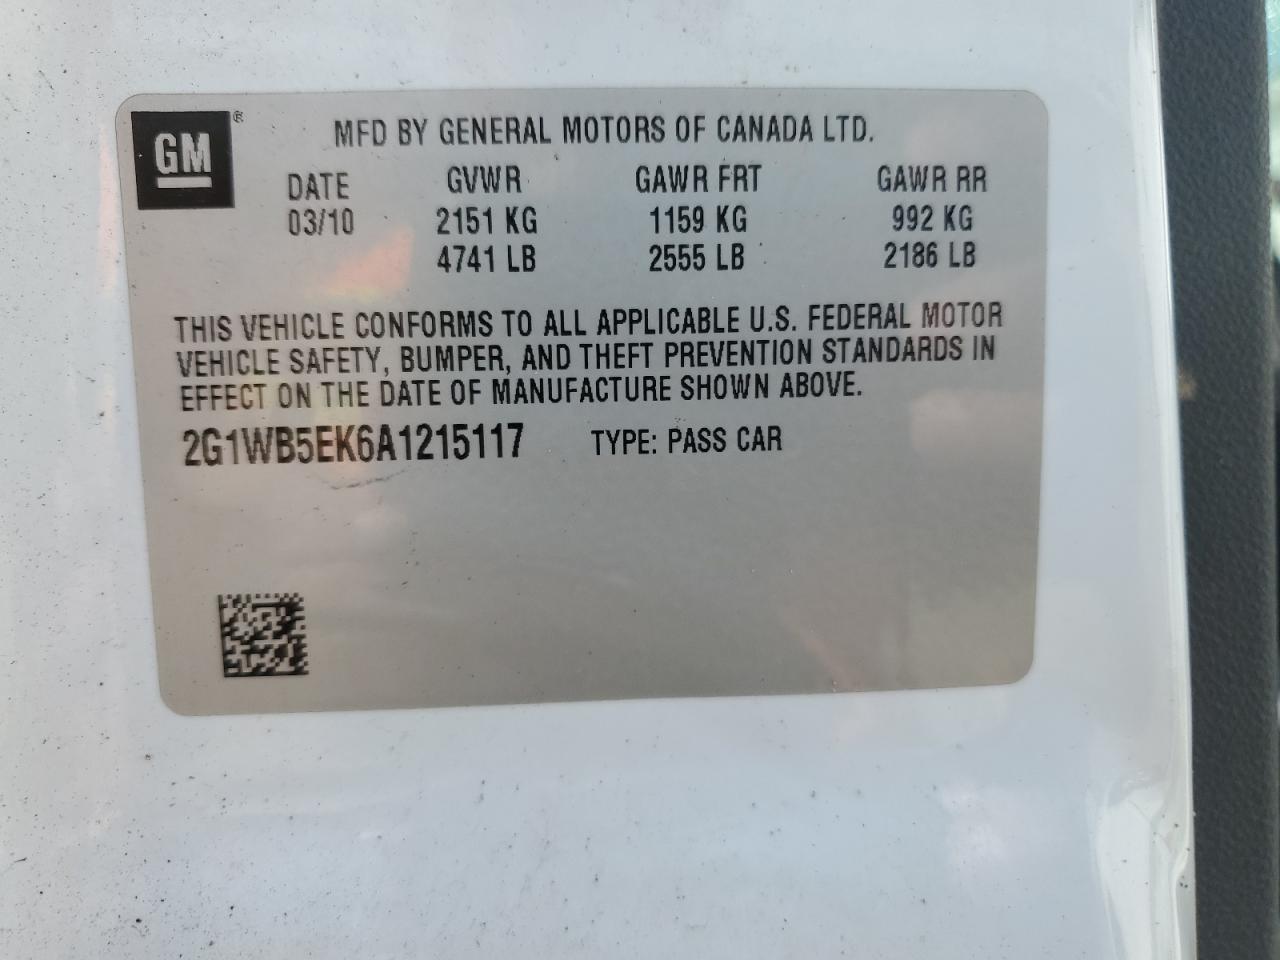 GM®
MFD BY GENERAL MOTORS OF CANADA LTD.
DATE GVWR GAWR FRT GAWR RR
03/10 2151 KG 1159 KG 992 KG
4741 LB 2555 LB 2186 LB
THIS VEHICLE CONFORMS TO ALL APPLICABLE U.S. FEDERAL MOTOR
VEHICLE SAFETY, BUMPER, AND THEFT PREVENTION STANDARDS IN
EFFECT ON THE DATE OF MANUFACTURE SHOWN ABOVE.
2G1WB5EK6A1215117 TYPE: PASS CAR